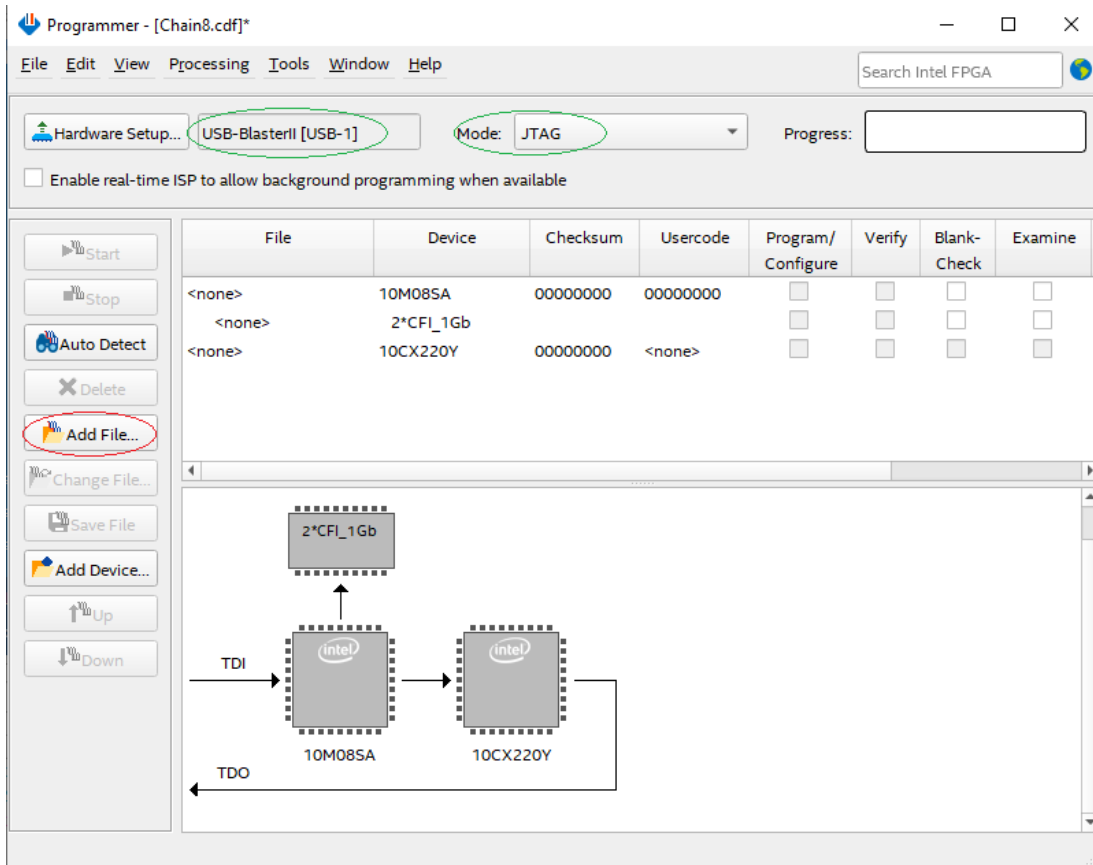 Programmer - [Chain8.cdf]*
File Edit View Processing Tools Window Help
Search Intel FPGA
Hardware Setup... USB-BlasterII [USB-1] Mode: JTAG Progress:
Enable real-time ISP to allow background programming when available
Start
Stop
Auto Detect
Delete
Add File...
Change File...
Save File
Add Device...
Up
Down
File Device Checksum Usercode Program/ Verify Blank- Examine
Configure Check
<none> 10M08SA 00000000 00000000
<none> 2*CFI_1Gb
<none> 10CX220Y 00000000 <none>
2*CFI_1Gb
intel intel
TDI
10M08SA 10CX220Y
TDO